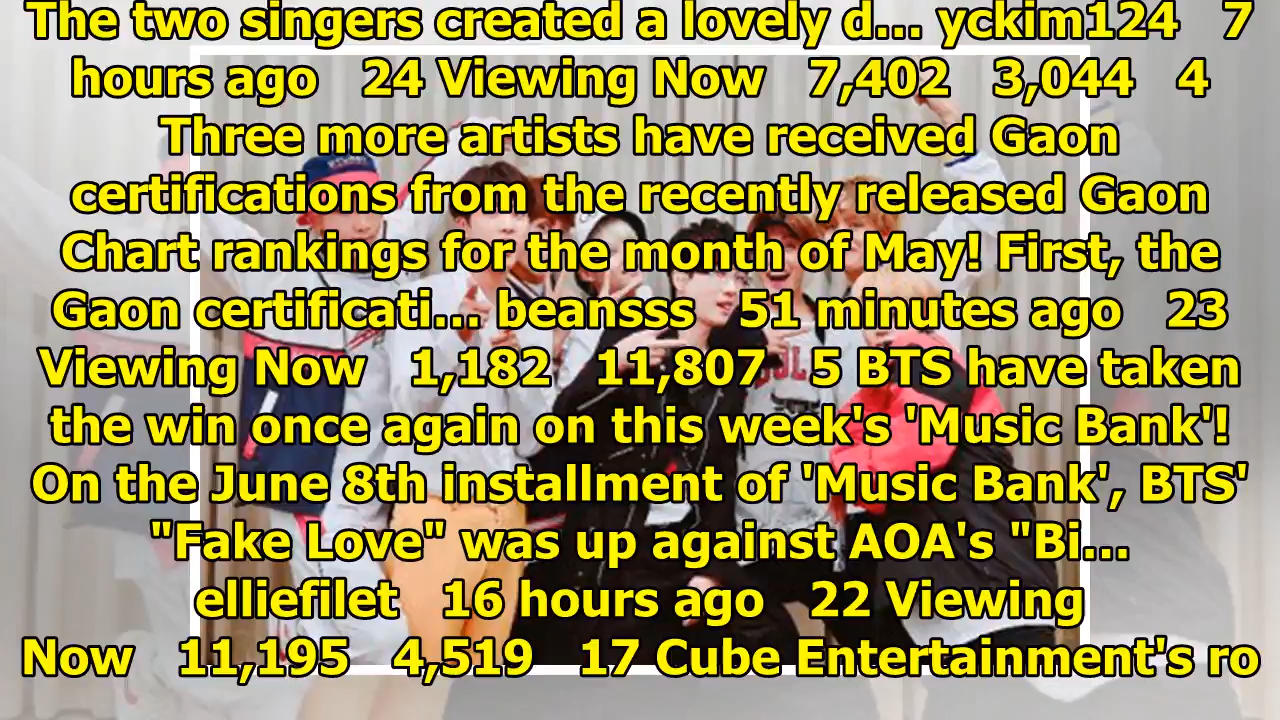 The two singers created a lovely d... yckim124 7
hours ago 24 Viewing Now 7,402 3,044 4
Three more artists have received Gaon
certifications from the recently released Gaon
Chart rankings for the month of May! First, the
Gaon certificati... beansss 51 minutes ago 23
Viewing Now 1,182 11,807 5 BTS have taken
the win once again on this week's 'Music Bank'!
On the June 8th installment of 'Music Bank', BTS'
"Fake Love" was up against AOA's "Bi...
elliefilet 16 hours ago 22 Viewing
Now 11,195 4,519 17 Cube Entertainment's ro